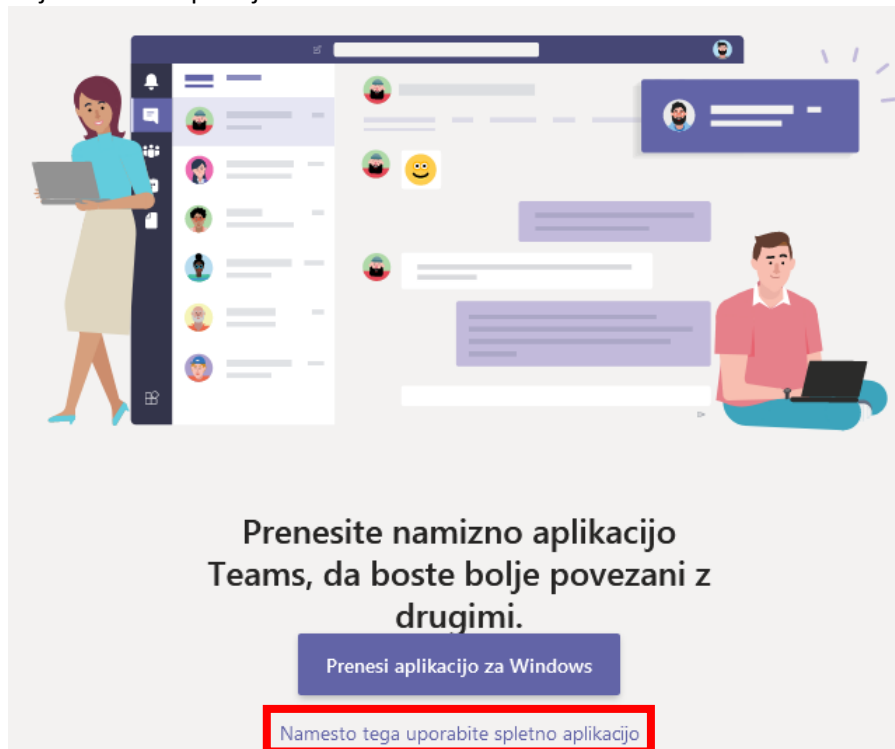 Prenesite namizno aplikacijo
Teams, da boste bolje povezani z
drugimi.
Prenesi aplikacijo za Windows
Namesto tega uporabite spletno aplikacijo